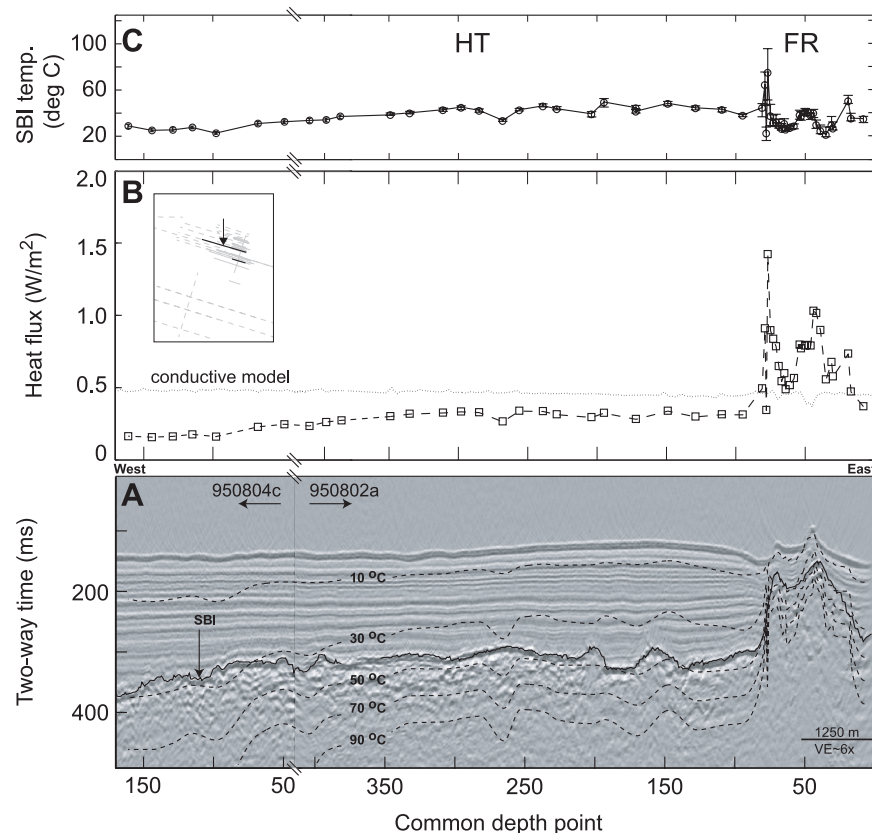 C
HT
FR
100
60
20
SBI temp.
(deg C)
B
2.0
1.5
1.0
0.5
0
Heat flux (W/m²)
conductive model
West
East
A
950804c
950802a
10 °C
SBI
30 °C
50 °C
70 °C
90 °C
200
300
400
Two-way time (ms)
1250 m
VE~6x
150
50
350
250
150
50
Common depth point